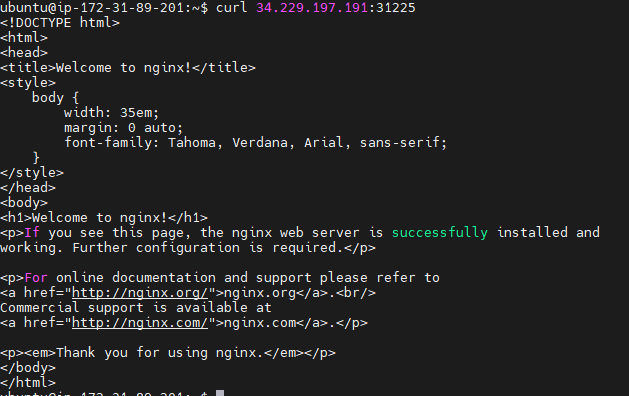 ubuntu@ip-172-31-89-201:~$ curl 34.229.197.191:31225
<!DOCTYPE html>
<html>
<head>
<title>Welcome to nginx!</title>
<style>
    body {
        width: 35em;
        margin: 0 auto;
        font-family: Tahoma, Verdana, Arial, sans-serif;
    }
</style>
</head>
<body>
<h1>Welcome to nginx!</h1>
<p>If you see this page, the nginx web server is successfully installed and
working. Further configuration is required.</p>

<p>For online documentation and support please refer to
<a href="http://nginx.org/">nginx.org</a>.<br/>
Commercial support is available at
<a href="http://nginx.com/">nginx.com</a>.</p>

<p><em>Thank you for using nginx.</em></p>
</body>
</html>
ubuntu@ip-172-31-89-201:~$